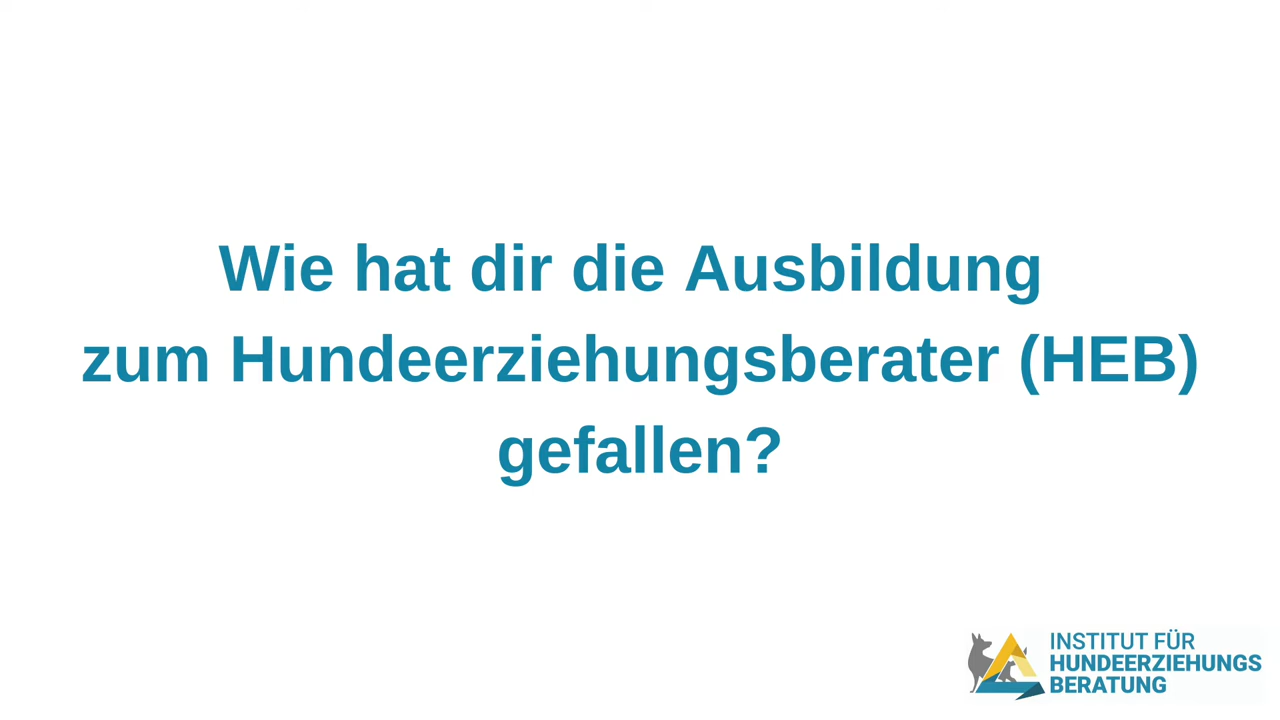 Wie hat dir die Ausbildung
zum Hundeerziehungsberater (HEB)
gefallen?
INSTITUT FÜR
HUNDEERZIEHUNGS
BERATUNG